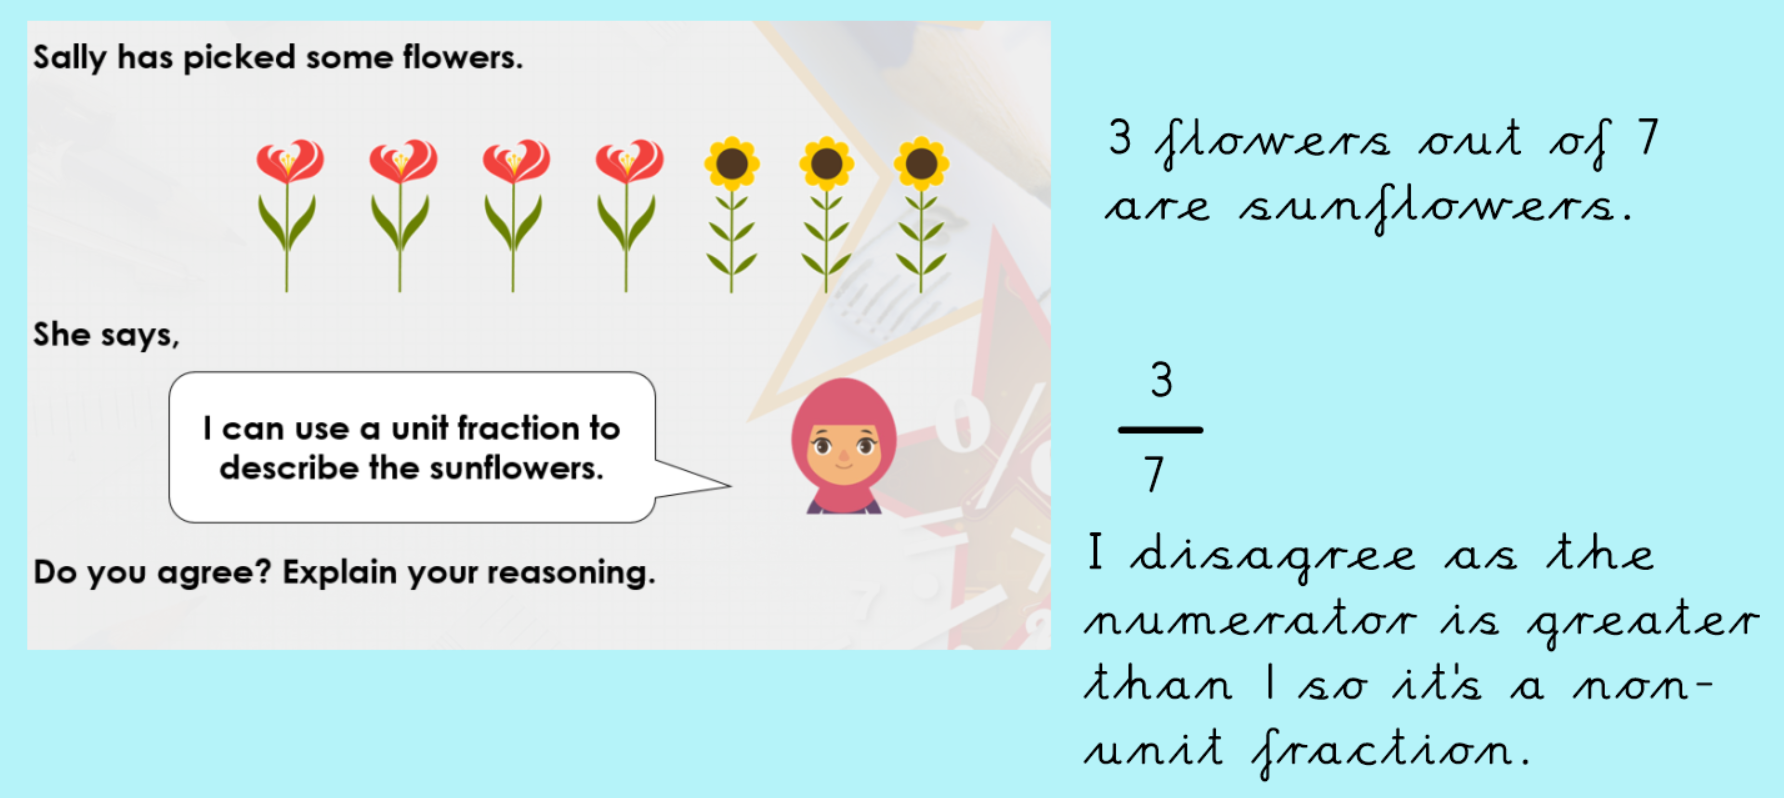 Sally has picked some flowers.
She says,
I can use a unit fraction to
describe the sunflowers.
Do you agree? Explain your reasoning.
3 flowers out of 7
are sunflowers.
3
7
I disagree as the
numerator is greater
than 1 so it's a non-
unit fraction.